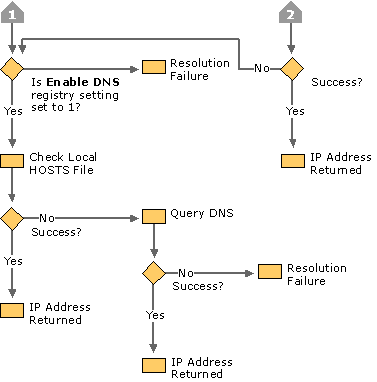 1
2
Is Enable DNS
registry setting
set to 1?
Resolution
Failure
No
Success?
Yes
Yes
Check Local
HOSTS File
IP Address
Returned
No
Success?
Query DNS
Yes
No
Success?
Resolution
Failure
IP Address
Returned
Yes
IP Address
Returned